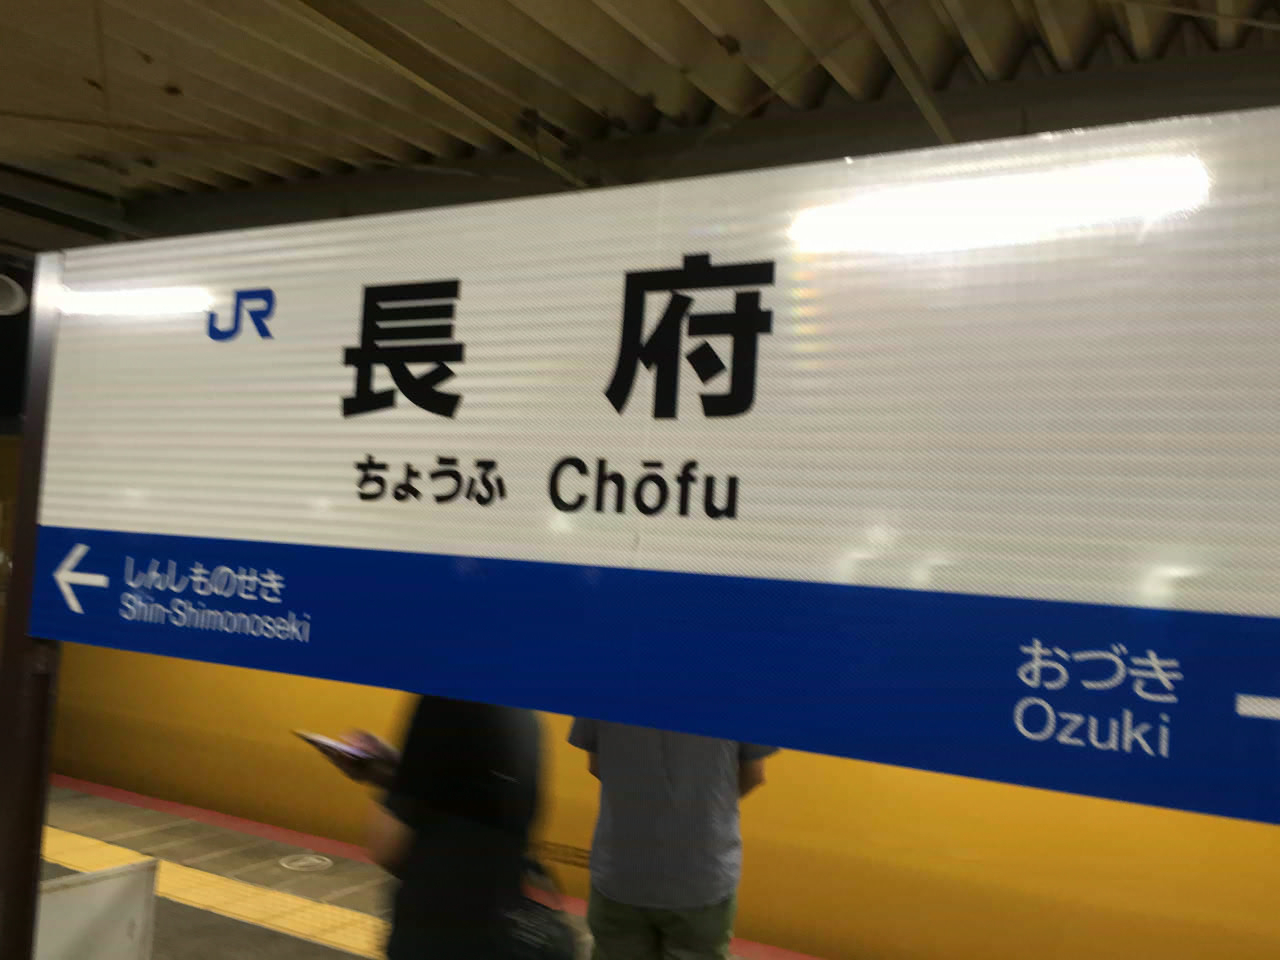 JR
長府
ちょうふ Chōfu
← しんしものせき
Shin-Shimonoseki
おづき
Ozuki